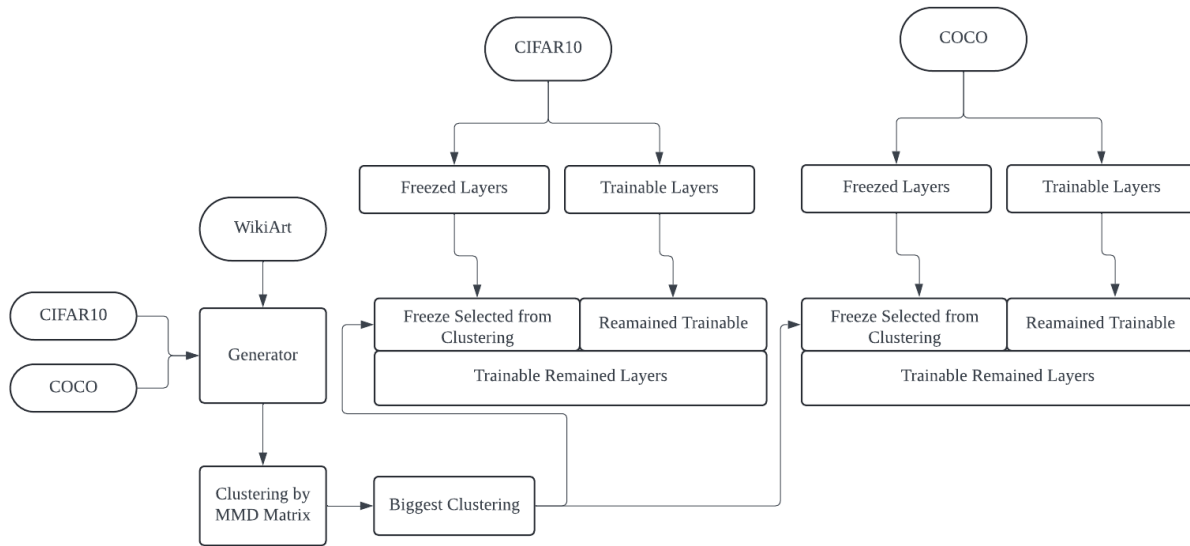 CIFAR10
COCO
Freezed Layers
Trainable Layers
Freezed Layers
Trainable Layers
WikiArt
CIFAR10
COCO
Generator
Freeze Selected from
Clustering
Reamained Trainable
Trainable Remained Layers
Freeze Selected from
Clustering
Reamained Trainable
Trainable Remained Layers
Clustering by
MMD Matrix
Biggest Clustering